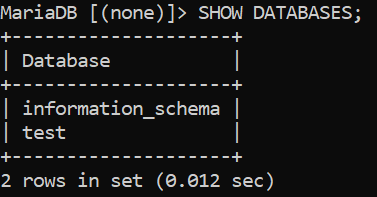 MariaDB [(none)]> SHOW DATABASES;
+--------------------+
| Database           |
+--------------------+
| information_schema |
| test               |
+--------------------+
2 rows in set (0.012 sec)